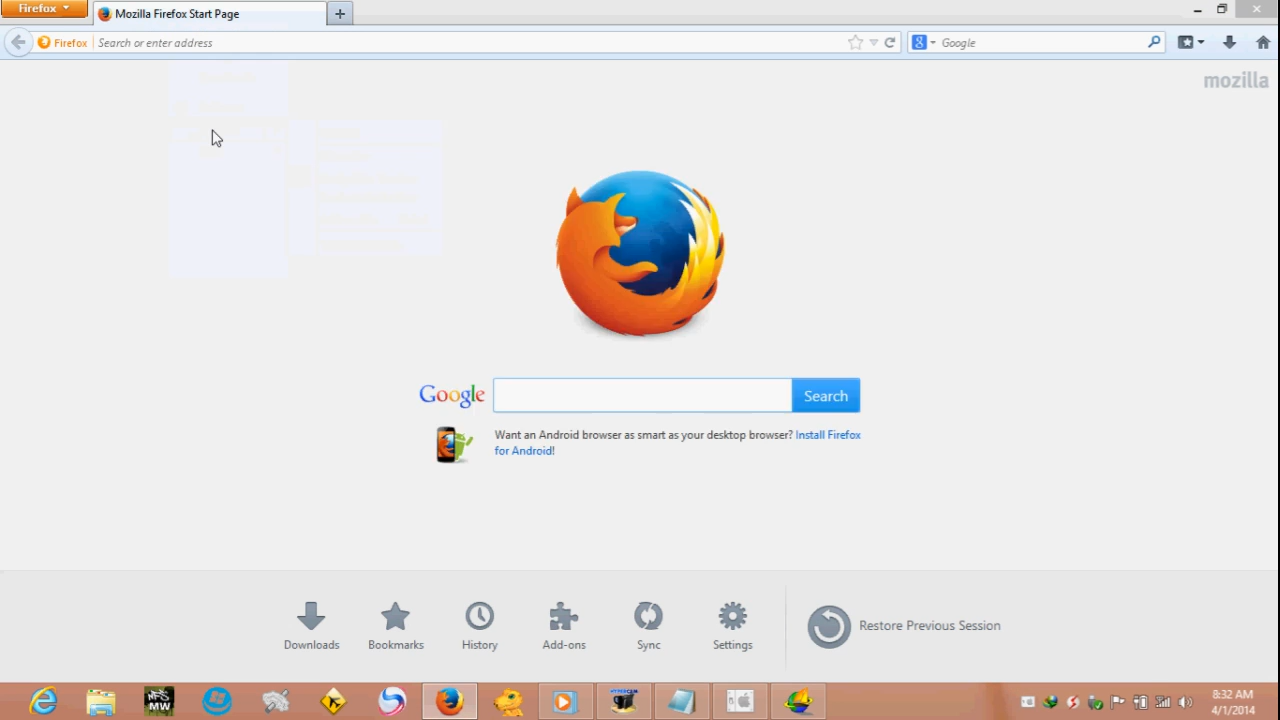 Firefox
Mozilla Firefox Start Page
Firefox
Search or enter address
Google
mozilla
Google
Search
Want an Android browser as smart as your desktop browser? Install Firefox
for Android!
Downloads
Bookmarks
History
Add-ons
Sync
Settings
Restore Previous Session
8:32 AM
4/1/2014